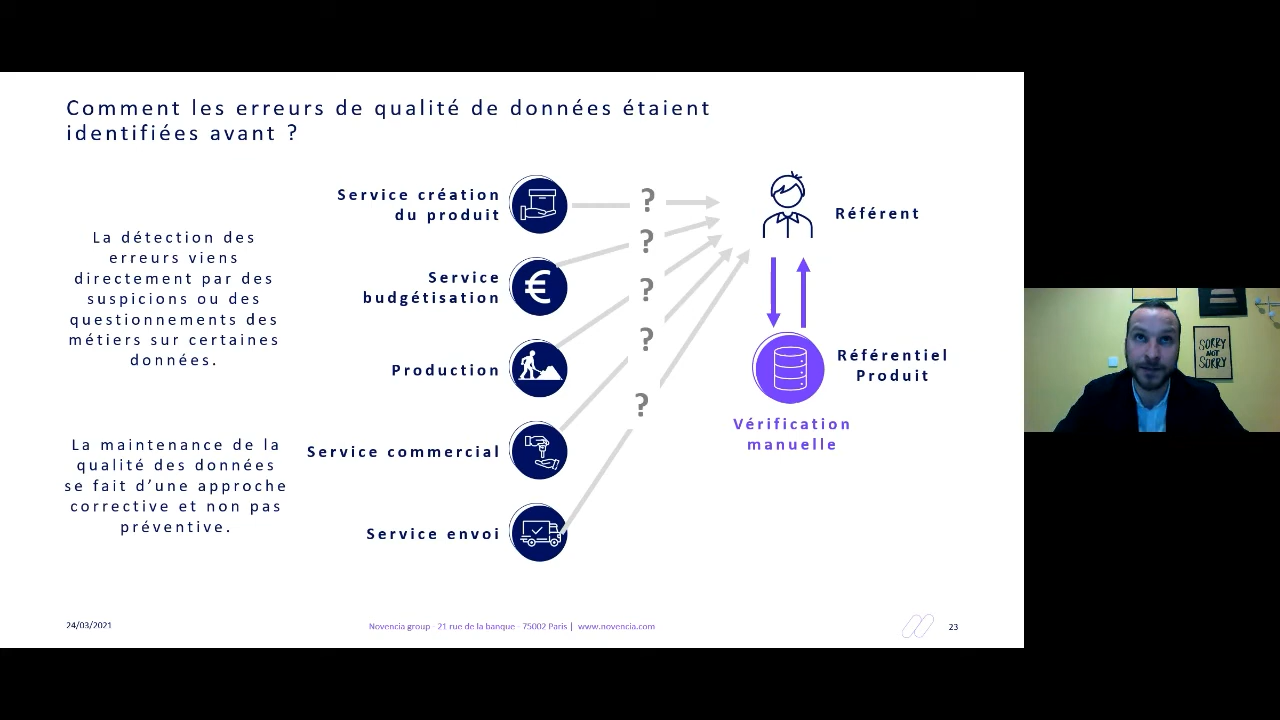 Comment les erreurs de qualité de données étaient
identifiées avant ?
La détection des
erreurs viens
directement par des
suspicions ou des
questionnements des
métiers sur certaines
données.
La maintenance de la
qualité des données
se fait d’une approche
corrective et non pas
préventive.
Service création
du produit
Service
budgétisation
Production
Service commercial
Service envoi
€
?
?
?
?
?
Référent
Référentiel
Produit
Vérification
manuelle
SORRY
NOT
SORRY
24/03/2021
Novencia group - 21 rue de la banque - 75002 Paris | www.novencia.com
23